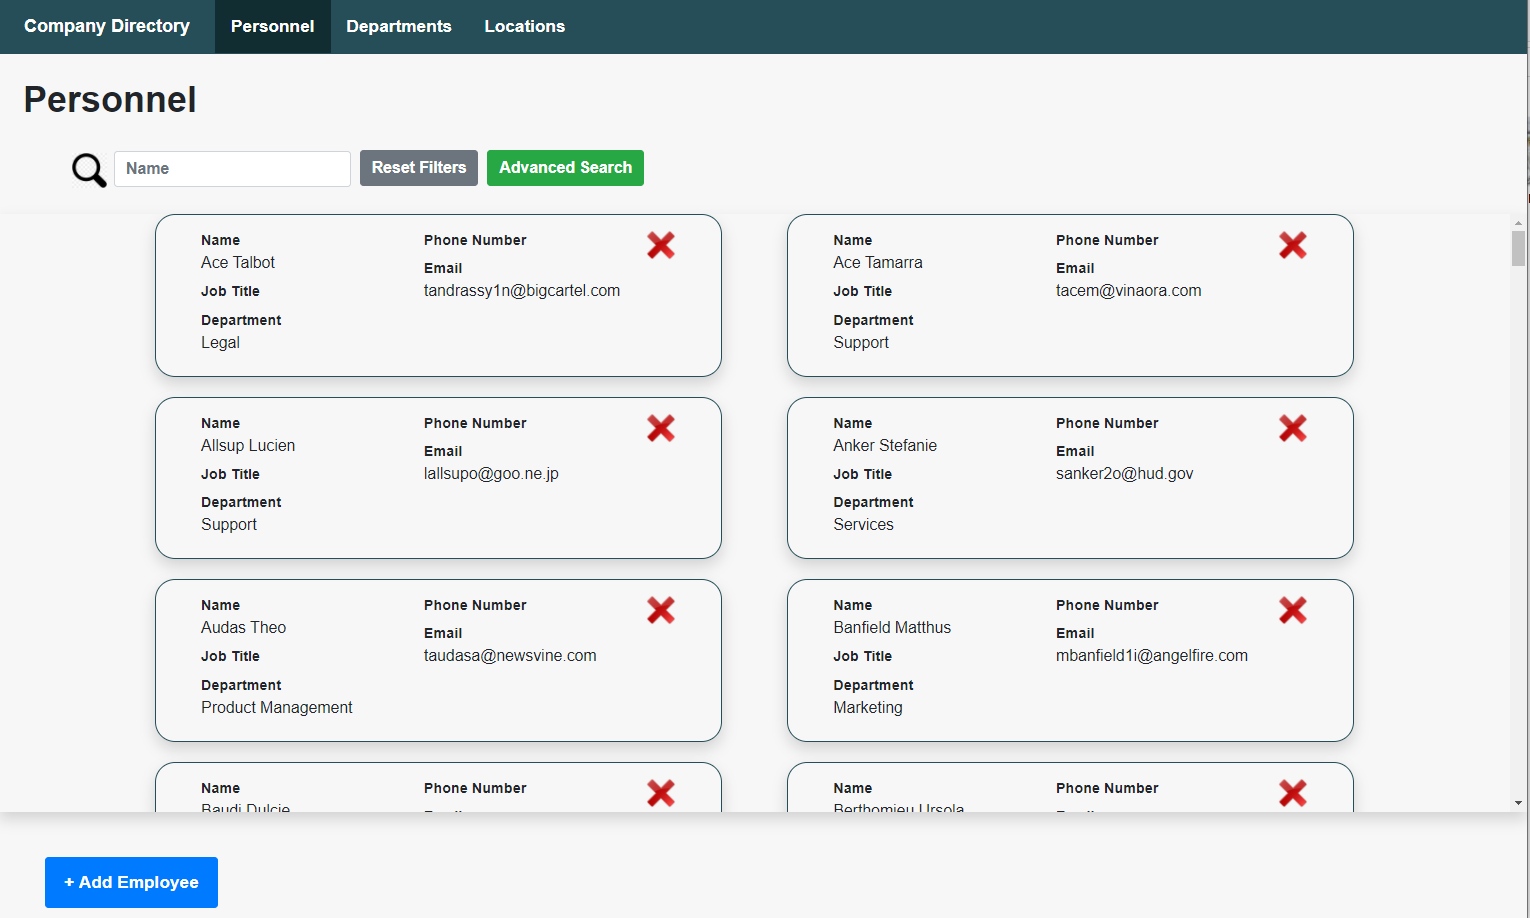 Company Directory Personnel Departments Locations
Personnel
Name Reset Filters Advanced Search
Name Phone Number
Ace Talbot
Email
Job Title tandrassy1n@bigcartel.com
Department
Legal
Name Phone Number
Ace Tamarra
Email
Job Title tacem@vinaora.com
Department
Support
Name Phone Number
Allsup Lucien
Email
Job Title lallsupo@goo.ne.jp
Department
Support
Name Phone Number
Anker Stefanie
Email
Job Title sanker2o@hud.gov
Department
Services
Name Phone Number
Audas Theo
Email
Job Title taudasa@newsvine.com
Department
Product Management
Name Phone Number
Banfield Matthus
Email
Job Title mbanfield1i@angelfire.com
Department
Marketing
Name Phone Number
Baudi Dulcie
Name Phone Number
Berthomieu Ursola
+ Add Employee